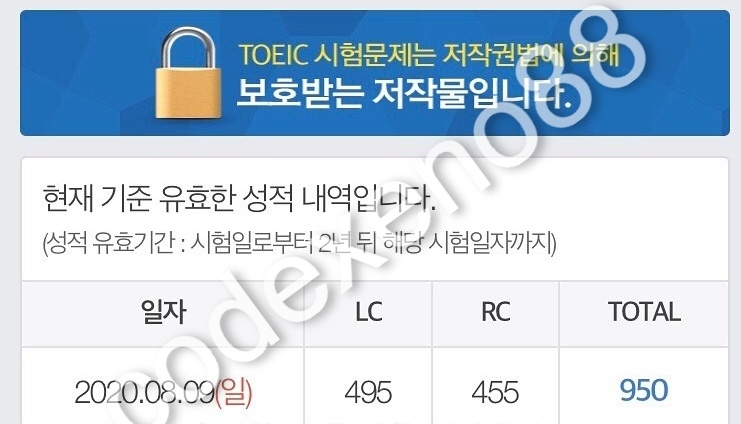 TOEIC 시험문제는 저작권법에 의해
보호받는 저작물입니다.
현재 기준 유효한 성적 내역입니다.
(성적 유효기간 : 시험일로부터 2년 뒤 해당 시험일자까지)
일자 LC RC TOTAL
2020.08.09(일) 495 455 950
codexeno88